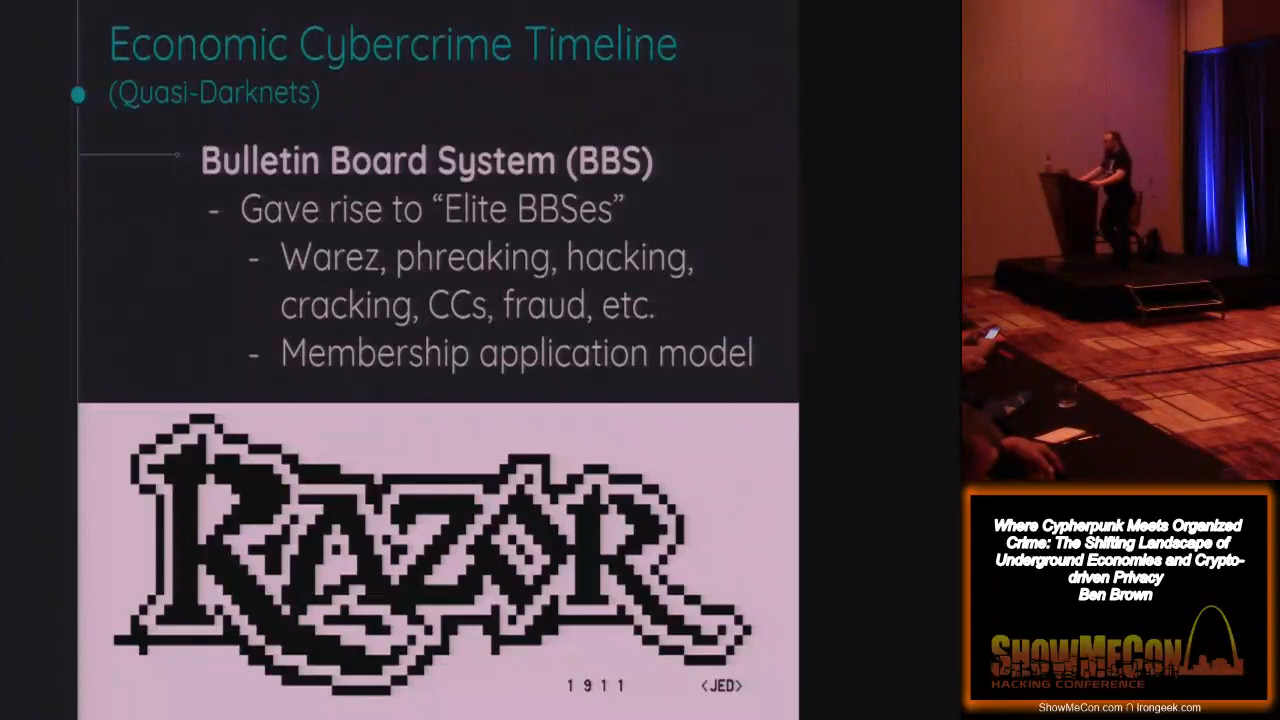 Economic Cybercrime Timeline
(Quasi-Darknets)
Bulletin Board System (BBS)
- Gave rise to “Elite BBSes”
- Warez, phreaking, hacking,
cracking, CCs, fraud, etc.
- Membership application model
RAZOR
1911
<JED>
Where Cypherpunk Meets Organized
Crime: The Shifting Landscape of
Underground Economies and Crypto-
driven Privacy
Ben Brown
SHOWMECON
HACKING CONFERENCE
ShowMeCon.com ∩ Irongeek.com